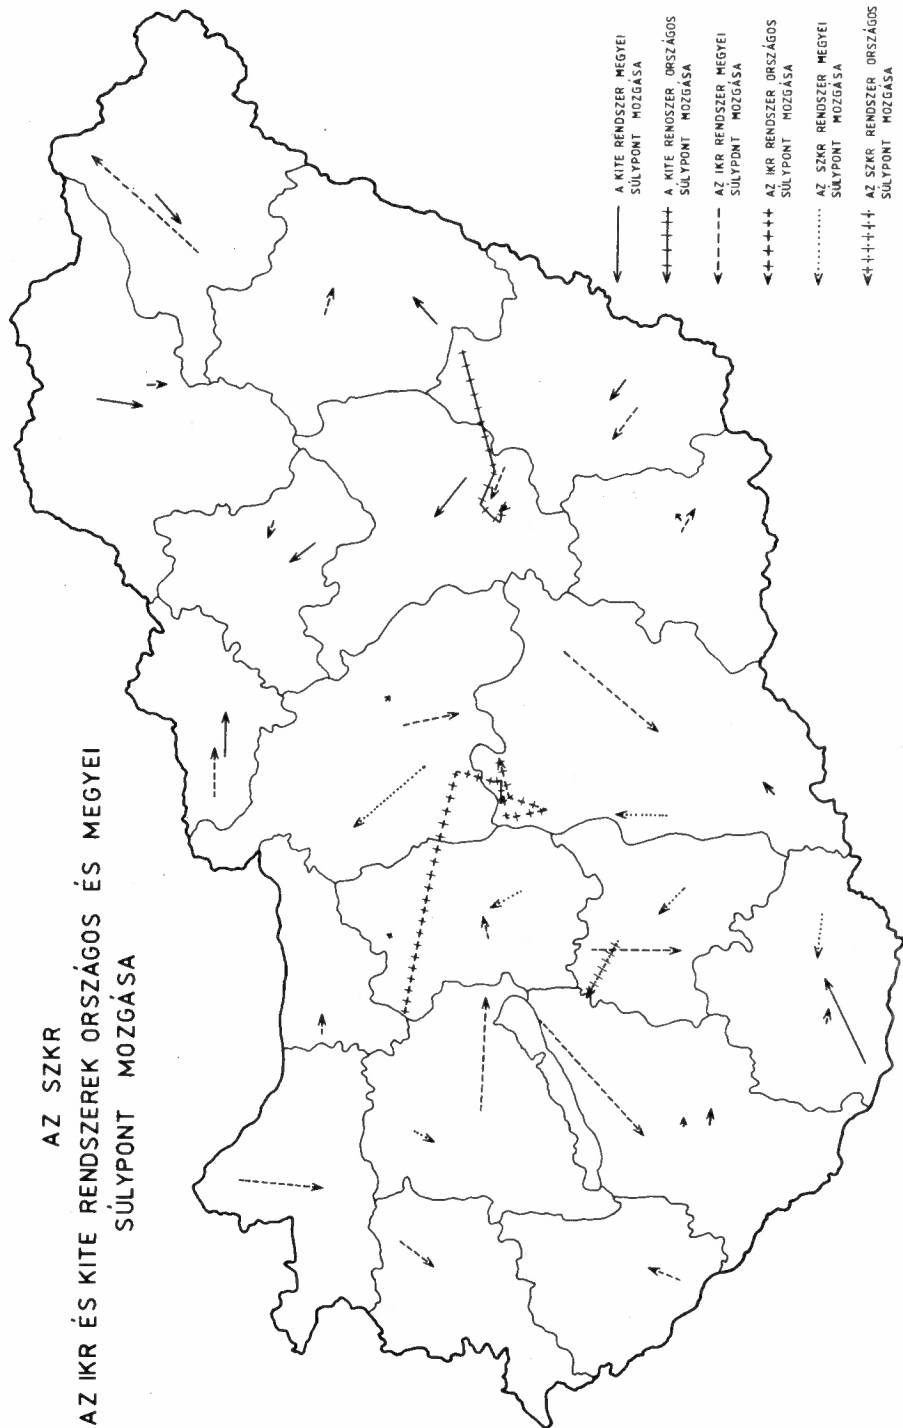 AZ SZKR
AZ IKR ÉS KITE RENDSZEREK ORSZÁGOS ÉS MEGYEI
SÚLYPONT MOZGÁSA
A KITE RENDSZER MEGYEI
SÚLYPONT MOZGÁSA
A KITE RENDSZER ORSZÁGOS
SÚLYPONT MOZGÁSA
AZ IKR RENDSZER MEGYEI
SÚLYPONT MOZGÁSA
AZ IKR RENDSZER ORSZÁGOS
SÚLYPONT MOZGÁSA
AZ SZKR RENDSZER MEGYEI
SÚLYPONT MOZGÁSA
AZ SZKR RENDSZER ORSZÁGOS
SÚLYPONT MOZGÁSA